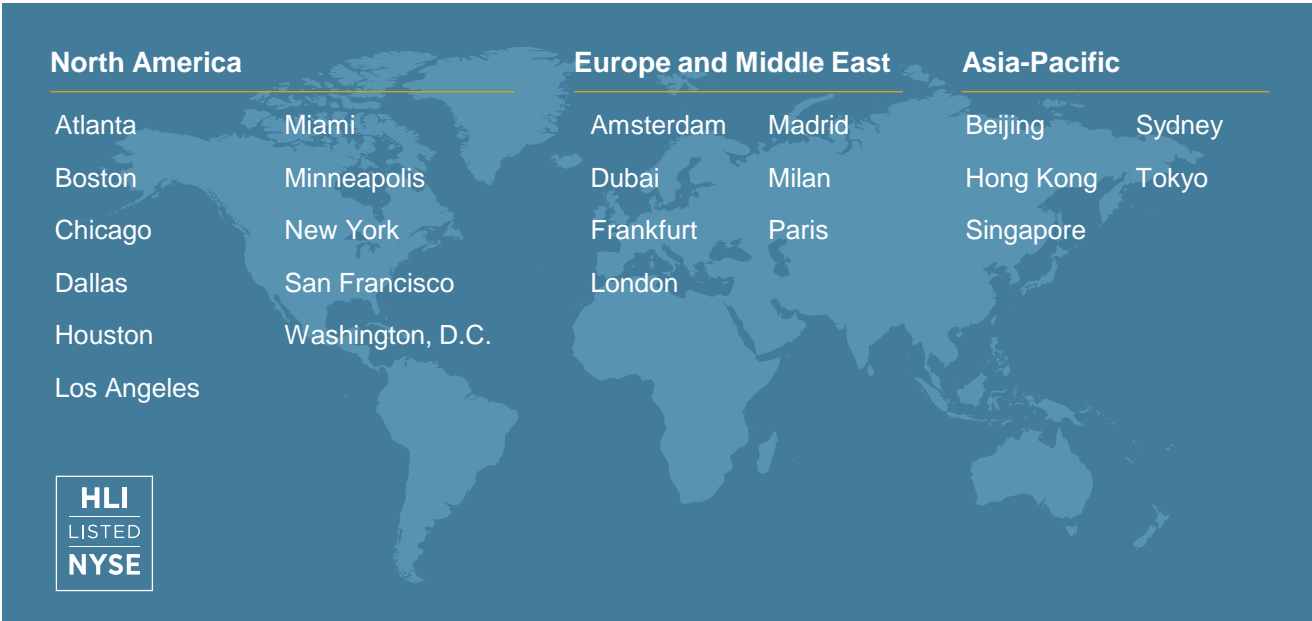 North America
Atlanta
Boston
Chicago
Dallas
Houston
Los Angeles
Miami
Minneapolis
New York
San Francisco
Washington, D.C.
Europe and Middle East
Amsterdam
Dubai
Frankfurt
London
Madrid
Milan
Paris
Asia-Pacific
Beijing
Hong Kong
Singapore
Sydney
Tokyo
HLI
LISTED
NYSE